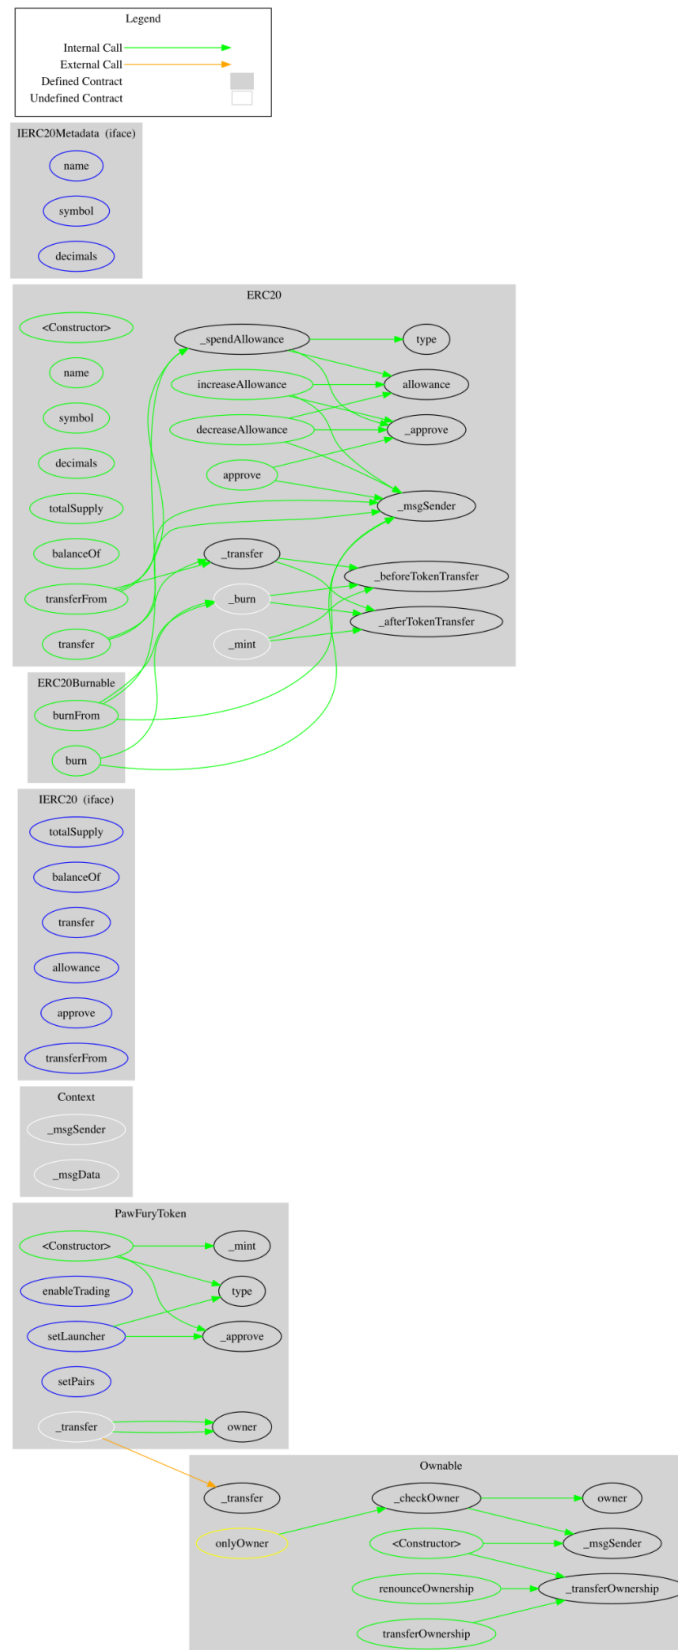 Legend
Internal Call
External Call
Defined Contract
Undefined Contract
IERC20Metadata (iface)
name
symbol
decimals
ERC20
<Constructor>
_spendAllowance
type
name
increaseAllowance
allowance
symbol
decreaseAllowance
_approve
decimals
approve
totalSupply
_msgSender
balanceOf
_transfer
_beforeTokenTransfer
transferFrom
_burn
_afterTokenTransfer
transfer
_mint
ERC20Burnable
burnFrom
burn
IERC20 (iface)
totalSupply
balanceOf
transfer
allowance
approve
transferFrom
Context
_msgSender
_msgData
PawFuryToken
<Constructor>
_mint
enableTrading
type
setLauncher
_approve
setPairs
_transfer
owner
Ownable
_transfer
_checkOwner
owner
onlyOwner
<Constructor>
_msgSender
renounceOwnership
_transferOwnership
transferOwnership